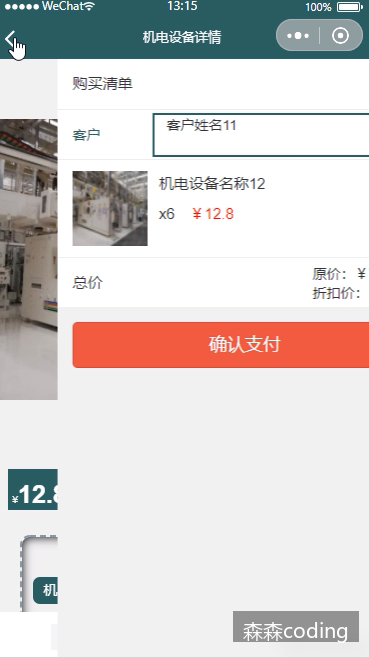 WeChat
13:15
100%
机电设备详情
购买清单
客户
客户姓名11
机电设备名称12
x6 ￥12.8
总价
原价：￥
折扣价：
确认支付
¥12.8
机
森森coding